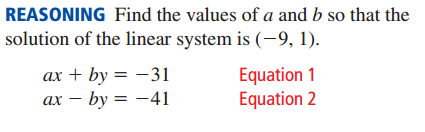 REASONING Find the values of a and b so that the
solution of the linear system is (−9, 1).
ax + by = −31 Equation 1
ax − by = −41 Equation 2